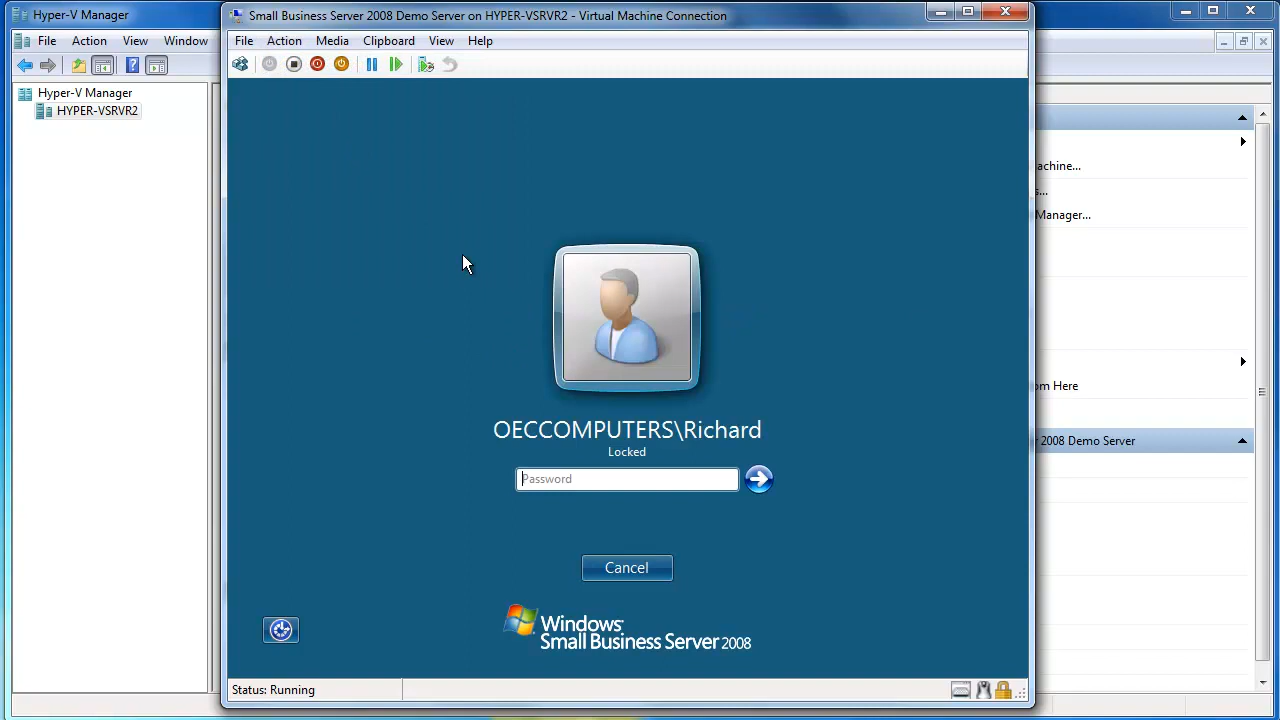 Hyper-V Manager
File Action View Window
Hyper-V Manager
HYPER-VSRVR2
Small Business Server 2008 Demo Server on HYPER-VSRVR2 - Virtual Machine Connection
File Action Media Clipboard View Help
OECCOMPUTERS\Richard
Locked
Password
Cancel
Windows
Small Business Server 2008
Status: Running
achine...
s...
Manager...
om Here
2008 Demo Server